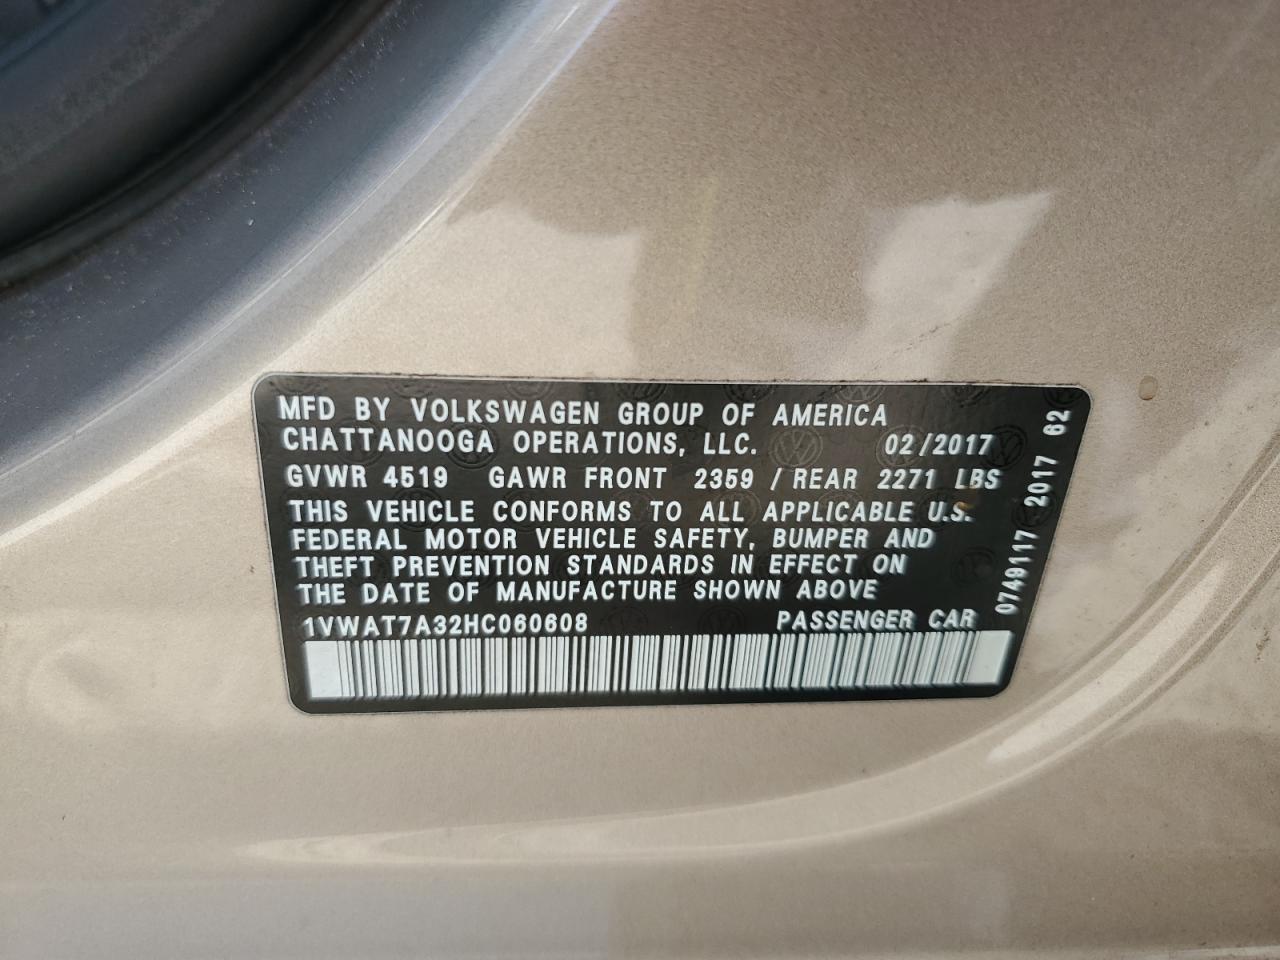 MFD BY VOLKSWAGEN GROUP OF AMERICA
CHATTANOOGA OPERATIONS, LLC. 02/2017
GVWR 4519 GAWR FRONT 2359 / REAR 2271 LBS
THIS VEHICLE CONFORMS TO ALL APPLICABLE U.S.
FEDERAL MOTOR VEHICLE SAFETY, BUMPER AND
THEFT PREVENTION STANDARDS IN EFFECT ON
THE DATE OF MANUFACTURE SHOWN ABOVE
1VWAT7A32HC060608 PASSENGER CAR
0749117 2017 62